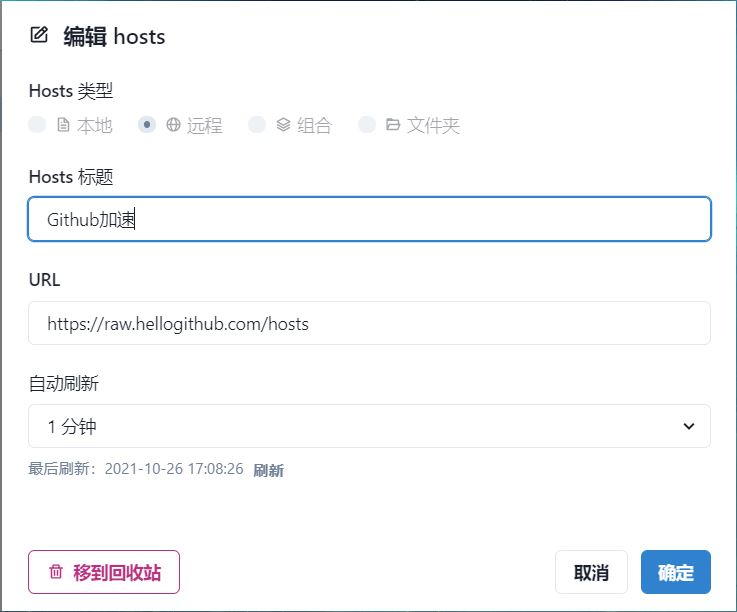 编辑 hosts
Hosts 类型
本地 远程 组合 文件夹
Hosts 标题
Github加速
URL
https://raw.hellogithub.com/hosts
自动刷新
1 分钟
最后刷新：2021-10-26 17:08:26 刷新
移到回收站 取消 确定